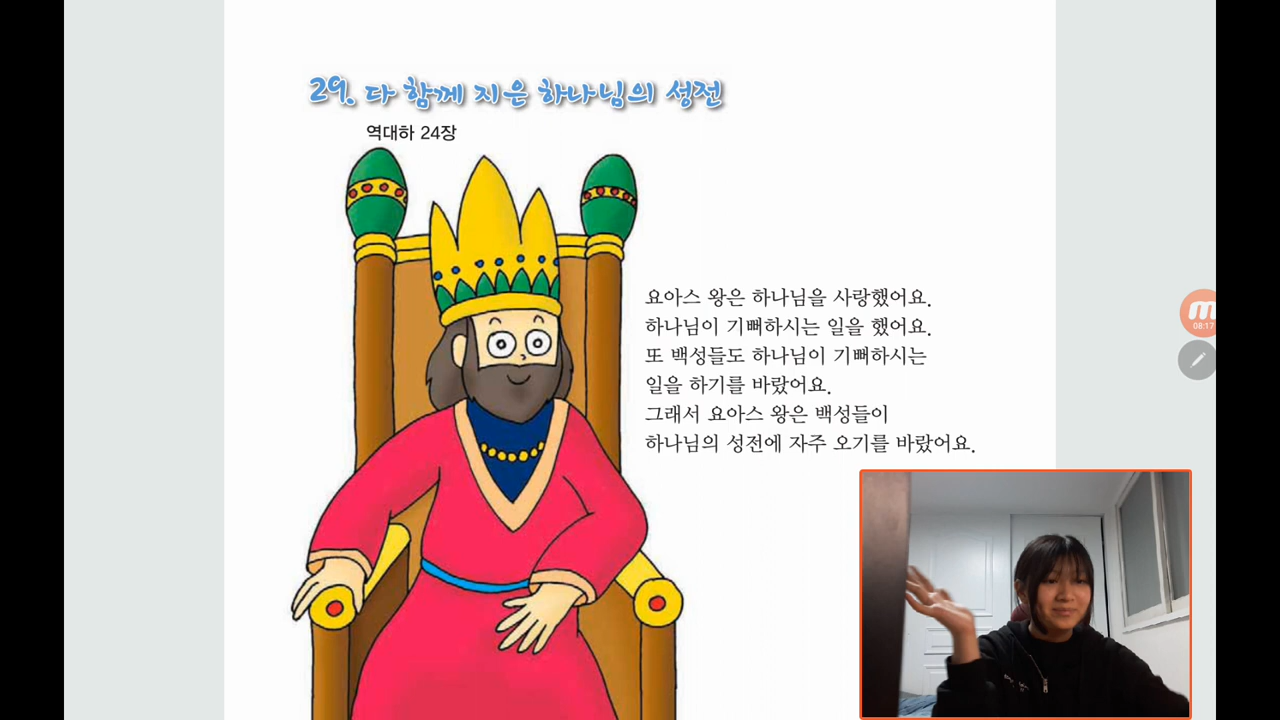 29. 다 함께 지은 하나님의 성전
역대하 24장
요아스 왕은 하나님을 사랑했어요.
하나님이 기뻐하시는 일을 했어요.
또 백성들도 하나님이 기뻐하시는
일을 하기를 바랐어요.
그래서 요아스 왕은 백성들이
하나님의 성전에 자주 오기를 바랐어요.
m
08:17